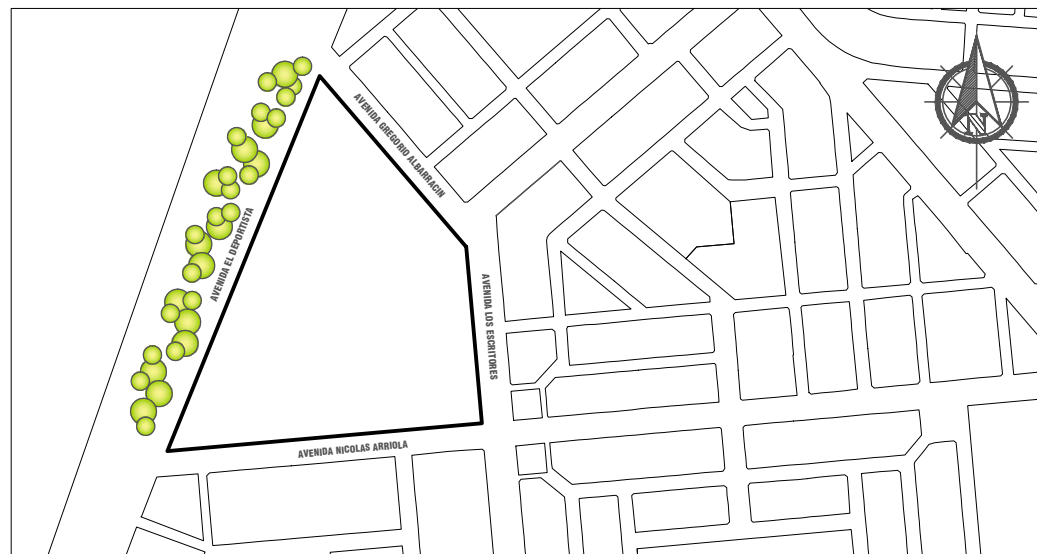 AVENIDA GREGORIO ALBARRACIN
AVENIDA EL DEPORTISTA
AVENIDA LOS ESCRITORES
AVENIDA NICOLAS ARRIOLA
N